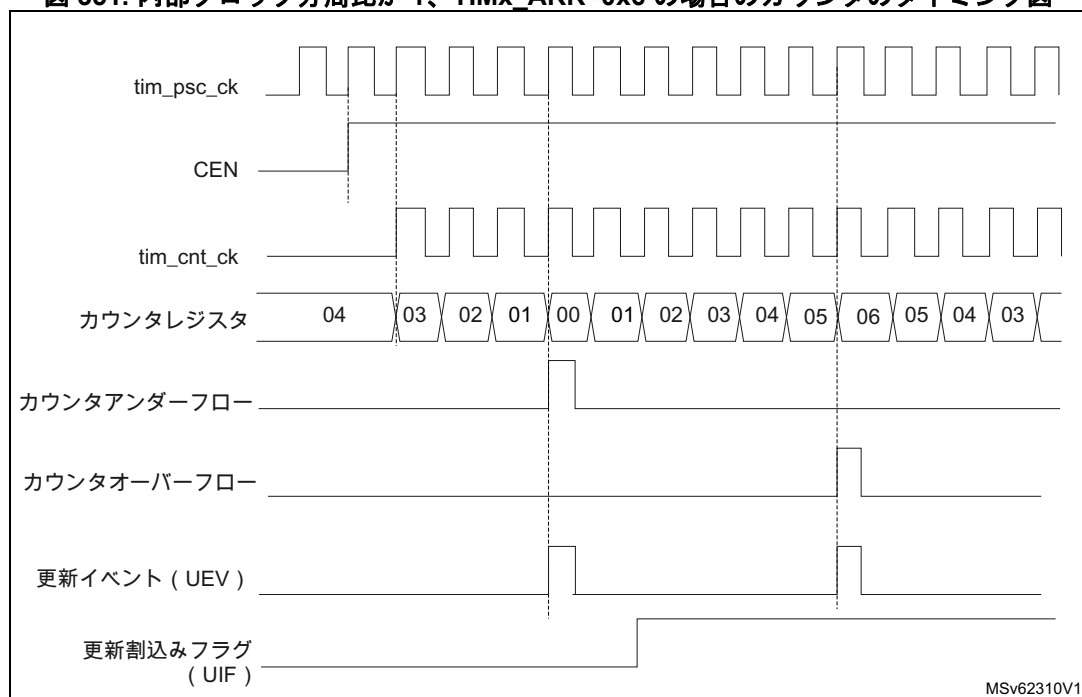 tim_psc_ck
CEN
tim_cnt_ck
カウンタレジスタ 04 03 02 01 00 01 02 03 04 05 06 05 04 03
カウンタアンダーフロー
カウンタオーバーフロー
更新イベント ( UEV )
更新割込みフラグ
( UIF )
MSv62310V1